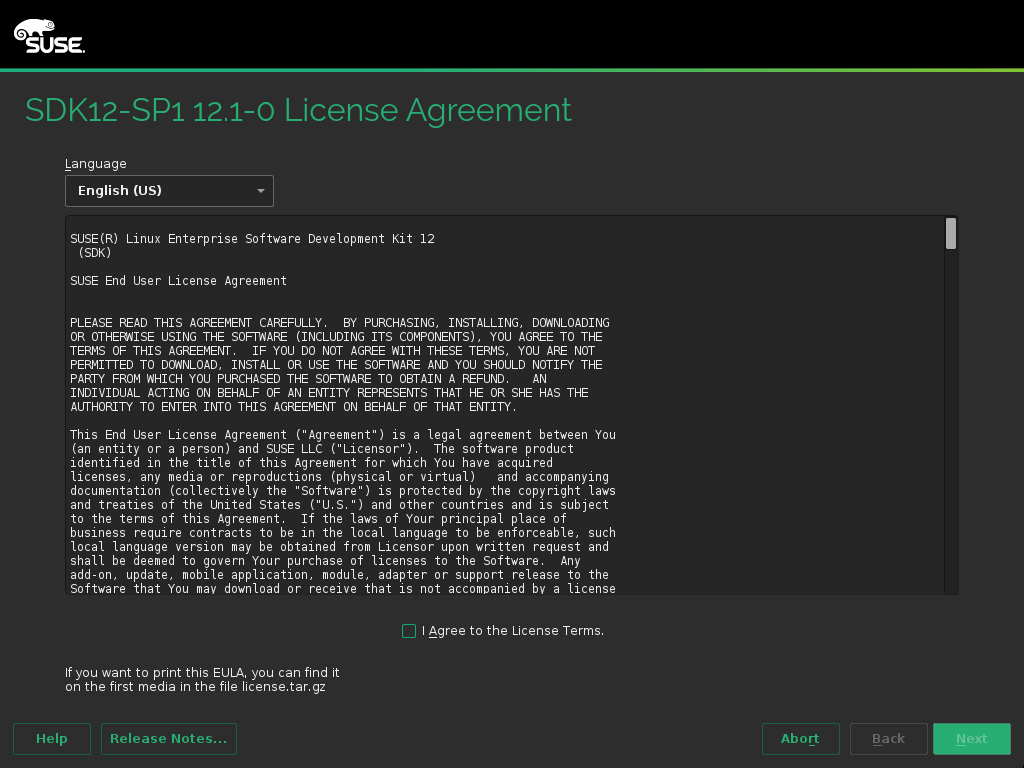 SUSE.
SDK12-SP1 12.1-0 License Agreement
Language
English (US)
SUSE(R) Linux Enterprise Software Development Kit 12
(SDK)
SUSE End User License Agreement
PLEASE READ THIS AGREEMENT CAREFULLY.  BY PURCHASING, INSTALLING, DOWNLOADING
OR OTHERWISE USING THE SOFTWARE (INCLUDING ITS COMPONENTS), YOU AGREE TO THE
TERMS OF THIS AGREEMENT.  IF YOU DO NOT AGREE WITH THESE TERMS, YOU ARE NOT
PERMITTED TO DOWNLOAD, INSTALL OR USE THE SOFTWARE AND YOU SHOULD NOTIFY THE
PARTY FROM WHICH YOU PURCHASED THE SOFTWARE TO OBTAIN A REFUND.   AN
INDIVIDUAL ACTING ON BEHALF OF AN ENTITY REPRESENTS THAT HE OR SHE HAS THE
AUTHORITY TO ENTER INTO THIS AGREEMENT ON BEHALF OF THAT ENTITY.
This End User License Agreement ("Agreement") is a legal agreement between You
(an entity or a person) and SUSE LLC ("Licensor").  The software product
identified in the title of this Agreement for which You have acquired
licenses, any media or reproductions (physical or virtual)   and accompanying
documentation (collectively the "Software") is protected by the copyright laws
and treaties of the United States ("U.S.") and other countries and is subject
to the terms of this Agreement.  If the laws of Your principal place of
business require contracts to be in the local language to be enforceable, such
local language version may be obtained from Licensor upon written request and
shall be deemed to govern Your purchase of licenses to the Software.  Any
add-on, update, mobile application, module, adapter or support release to the
Software that You may download or receive that is not accompanied by a license
I Agree to the License Terms.
If you want to print this EULA, you can find it
on the first media in the file license.tar.gz
Help
Release Notes...
Abort
Back
Next